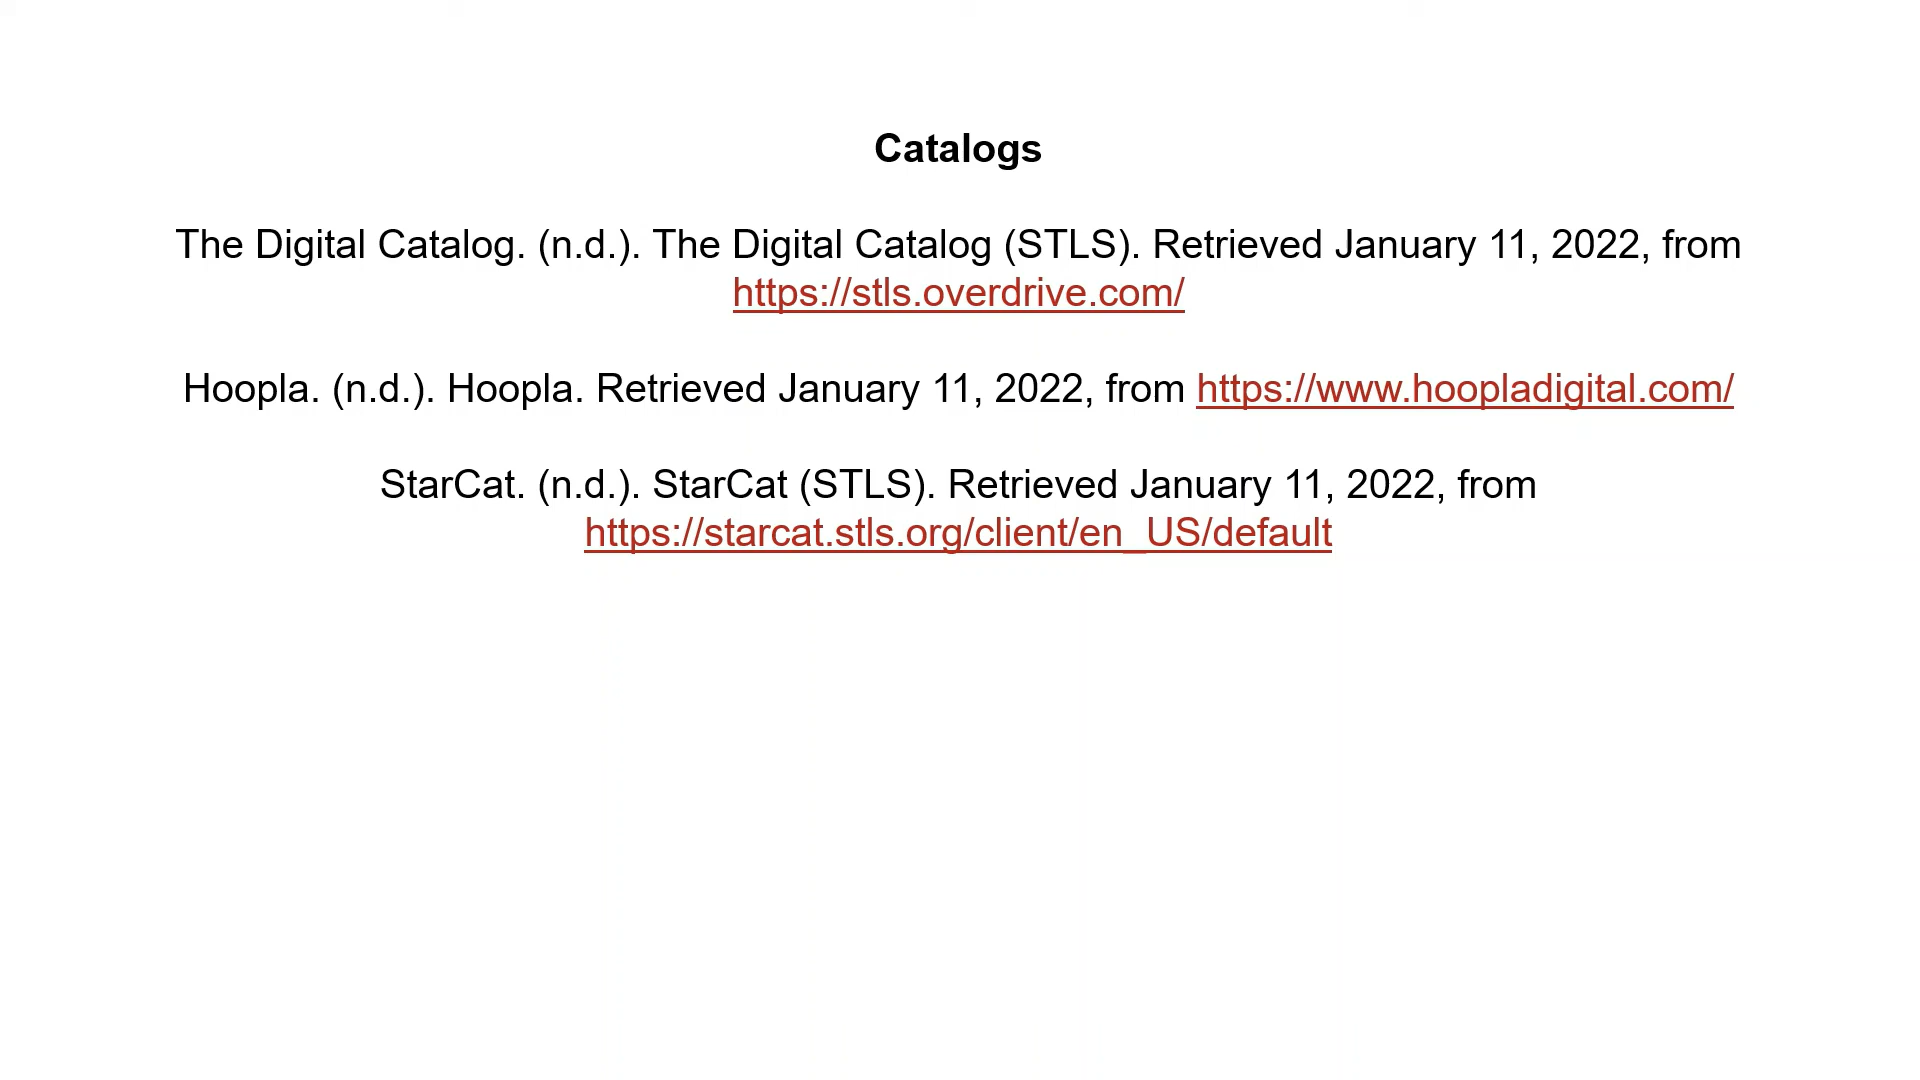 Catalogs
The Digital Catalog. (n.d.). The Digital Catalog (STLS). Retrieved January 11, 2022, from
https://stls.overdrive.com/
Hoopla. (n.d.). Hoopla. Retrieved January 11, 2022, from https://www.hoopladigital.com/
StarCat. (n.d.). StarCat (STLS). Retrieved January 11, 2022, from
https://starcat.stls.org/client/en_US/default